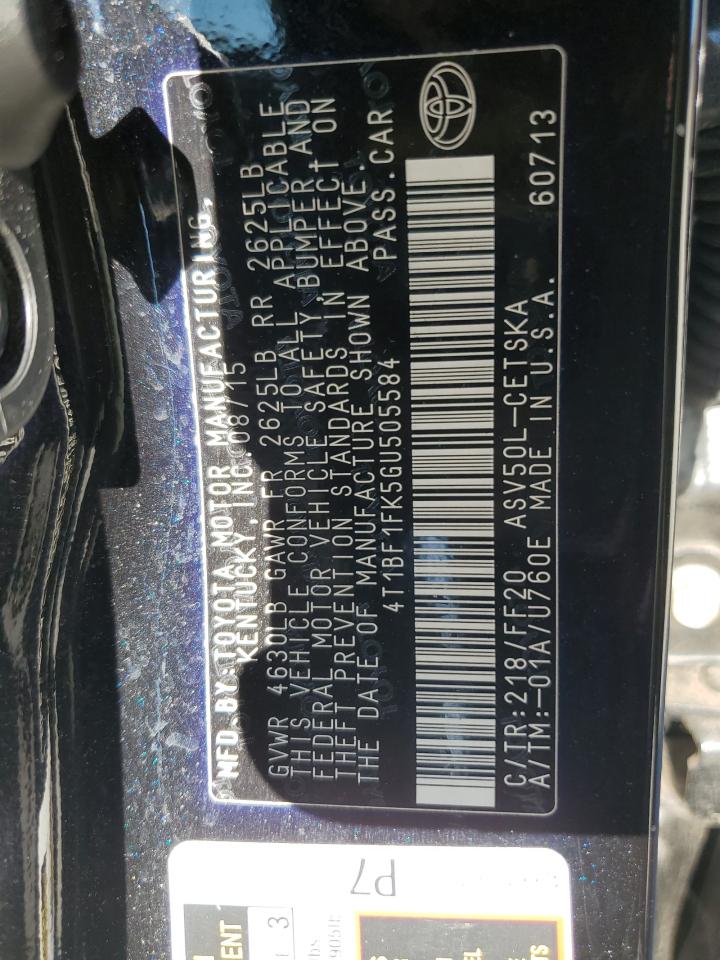 MFD.BY TOYOTA MOTOR MANUFACTURING,
KENTUCKY,INC.08/15
GVWR 4630LB GAWR FR 2625LB RR 2625LB
THIS VEHICLE CONFORMS TO ALL APPLICABLE
FEDERAL MOTOR VEHICLE SAFETY, BUMPER, AND
THEFT PREVENTION STANDARDS IN EFFECT ON
THE DATE OF MANUFACTURE SHOWN ABOVE.
4T1BF1FK5GU505584 PASS.CAR
C/TR:218/FF20 ASV50L-CETSKA
A/TM:-01A/U760E MADE IN U.S.A. 60713
P7
ENT
3